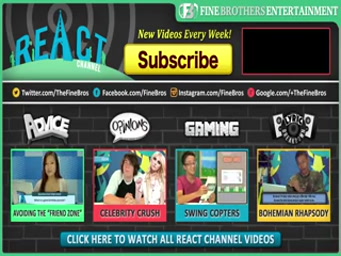 FINE BROTHERS ENTERTAINMENT
REACT
CHANNEL
New Videos Every Week!
Subscribe
Twitter.com/TheFineBros
Facebook.com/FineBros
Instagram.com/FineBros
Google.com/+TheFineBros
ADVICE
OPINIONS
GAMING
LYRIC
AVOIDING THE "FRIEND ZONE"
CELEBRITY CRUSH
SWING COPTERS
BOHEMIAN RHAPSODY
CLICK HERE TO WATCH ALL REACT CHANNEL VIDEOS